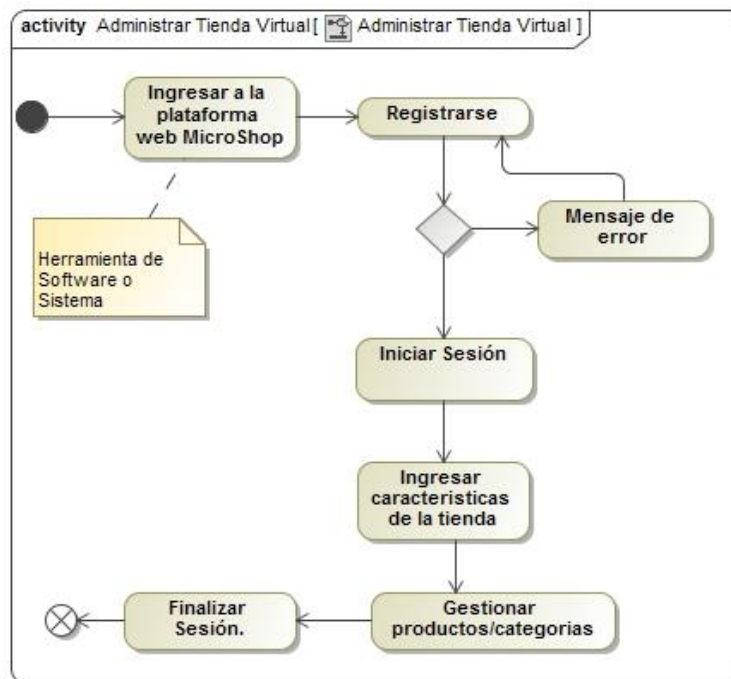 activity Administrar Tienda Virtual[ Administrar Tienda Virtual ]
Ingresar a la
plataforma
web MicroShop
Registrarse
Mensaje de
error
Herramienta de
Software o
Sistema
Iniciar Sesión
Ingresar
caracteristicas
de la tienda
Gestionar
productos/categorias
Finalizar
Sesión.